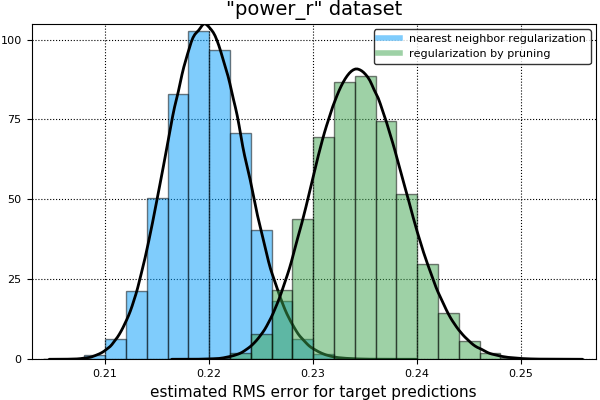 "power_r" dataset
nearest neighbor regularization
regularization by pruning
100
75
50
25
0
0.21 0.22 0.23 0.24 0.25
estimated RMS error for target predictions